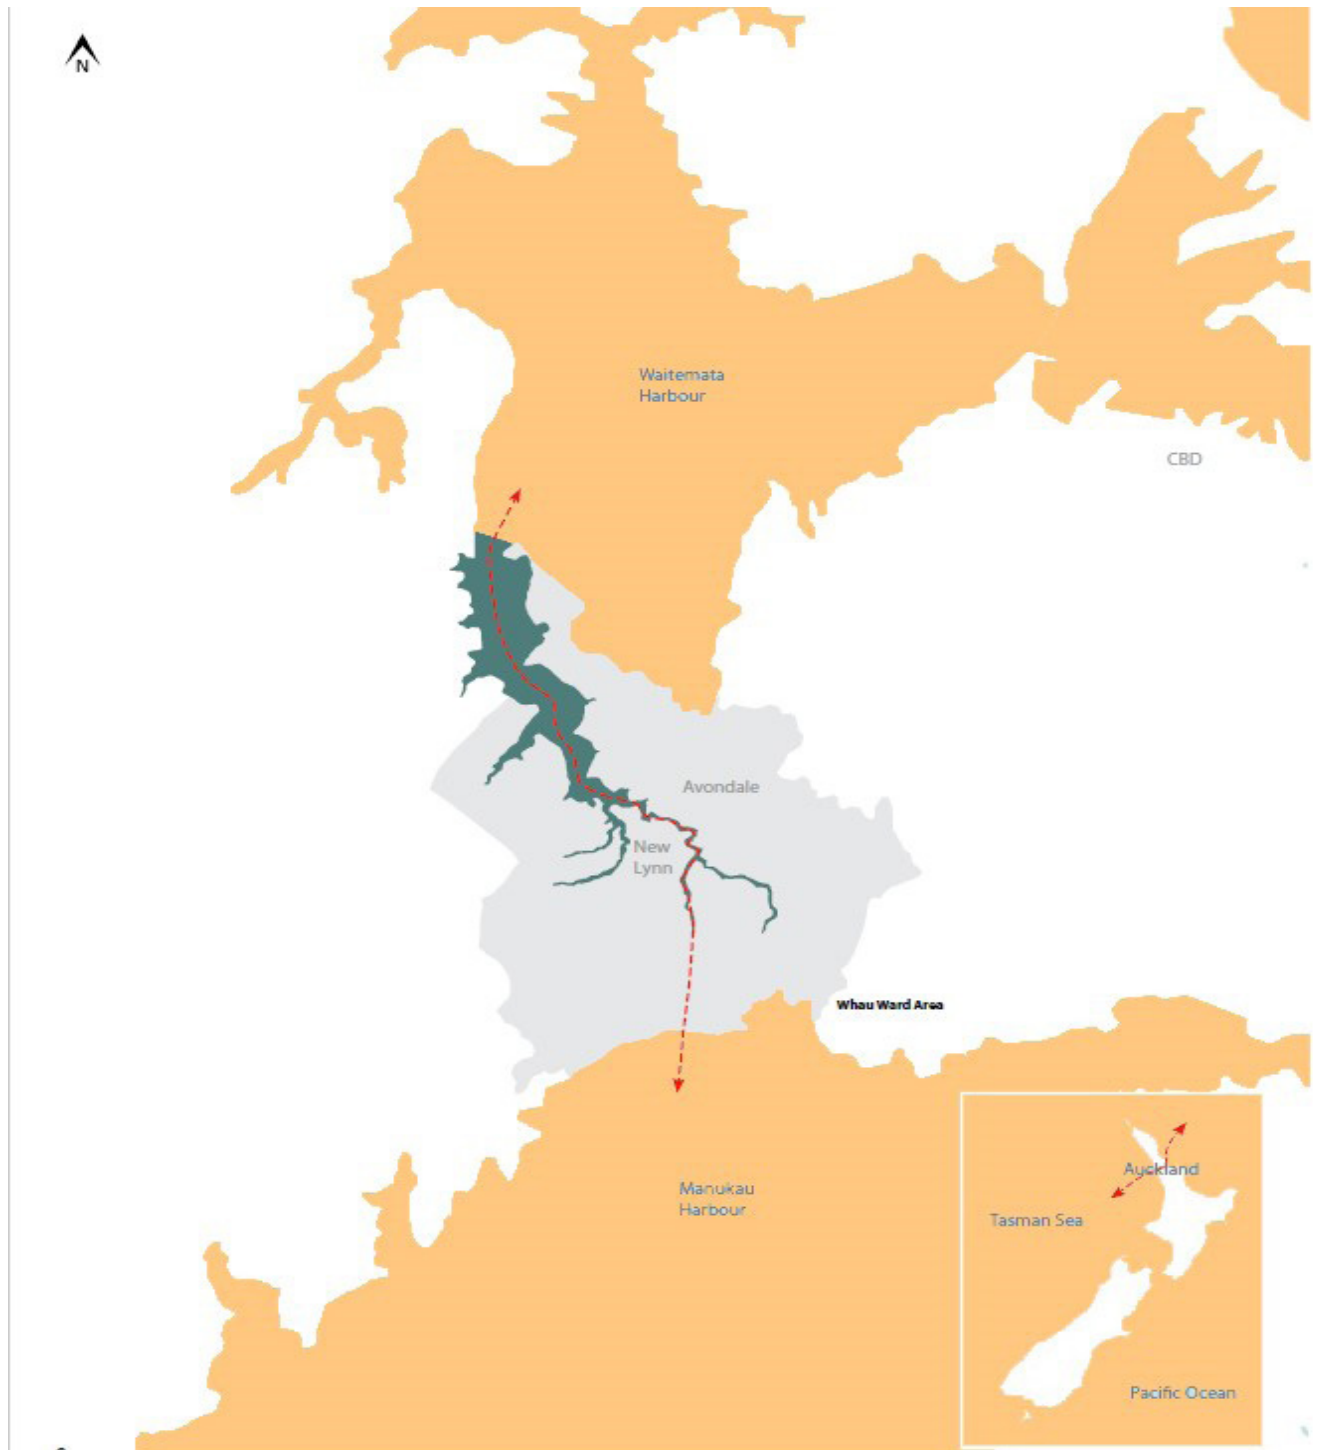 N
Waitemata
Harbour
CBD
Avondale
New
Lynn
Whau Ward Area
Manukau
Harbour
Auckland
Tasman Sea
Pacific Ocean